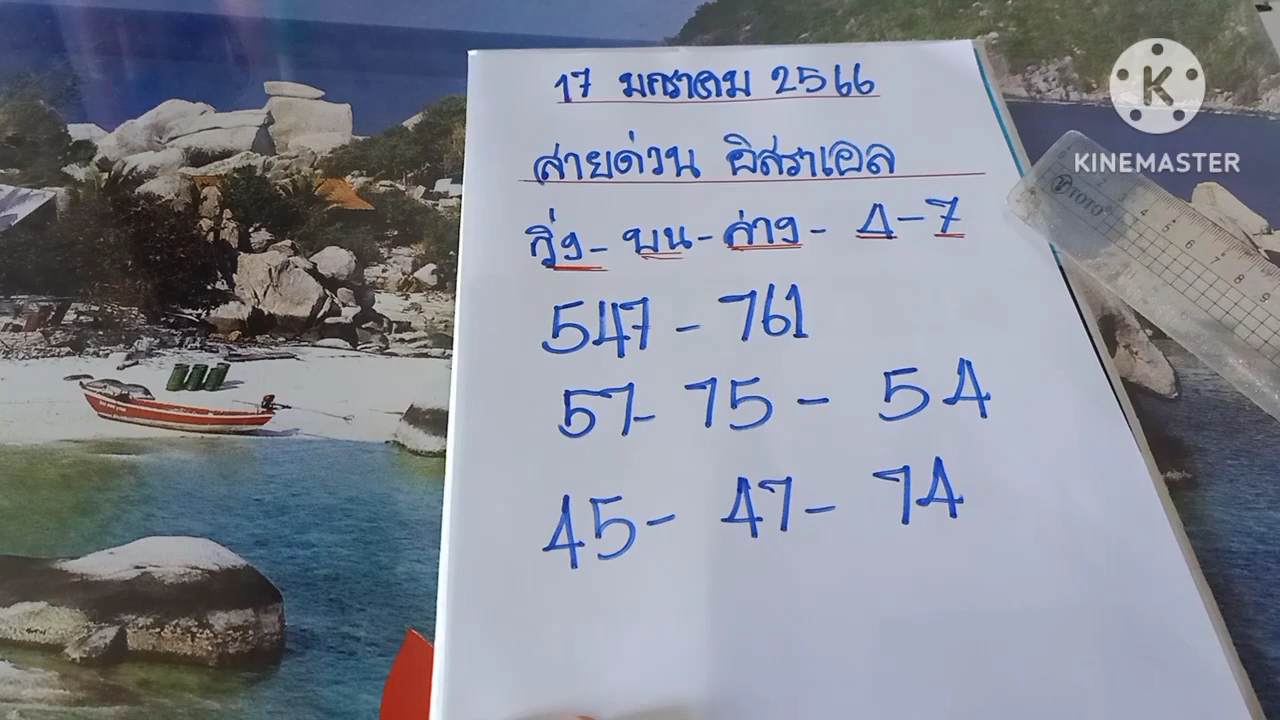 17 มกราคม 2566
สายด่วน อิสราเอล
วิ่ง - บน - ล่าง - 4 - 7
547 - 761
57 - 75 - 54
45 - 47 - 74
K
KINEMASTER
TOTO